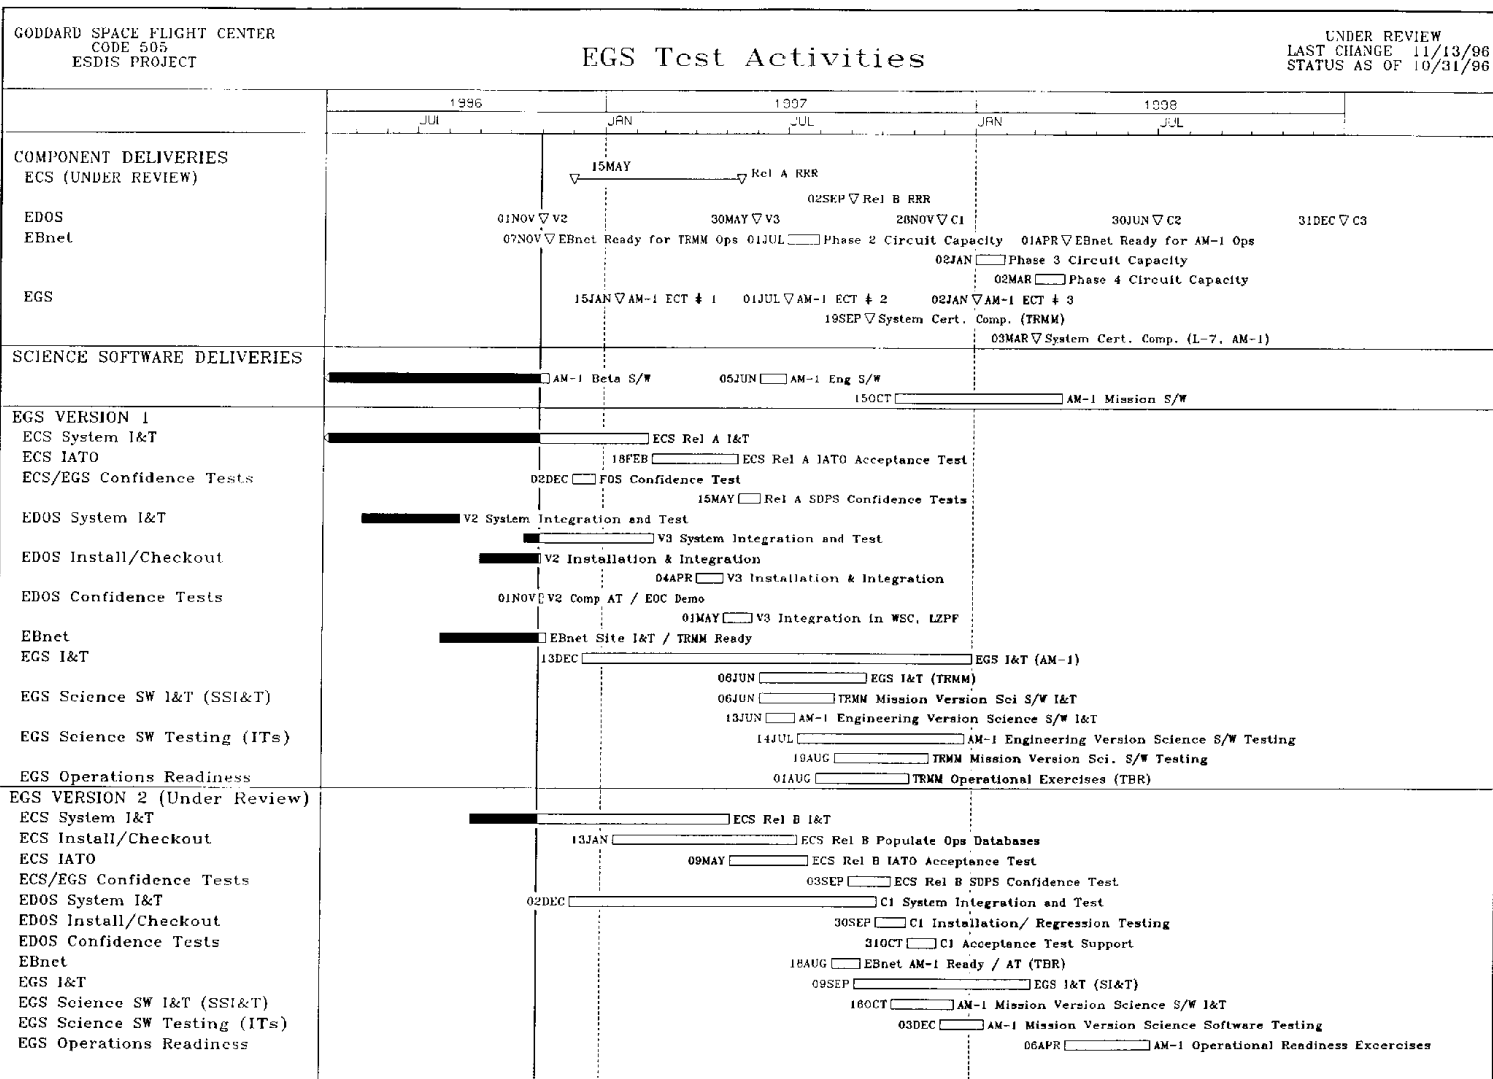 GODDARD SPACE FLIGHT CENTER
CODE 505
ESDIS PROJECT
EGS Test Activities
UNDER REVIEW
LAST CHANGE 11/13/96
STATUS AS OF 10/31/96
1996 1997 1998
JUL JAN JUL JAN JUL
COMPONENT DELIVERIES
ECS (UNDER REVIEW) 15MAY Rel A RRR
02SEP Rel B RRR
EDOS 01NOV V2 30MAY V3 28NOV C1 30JUN C2 31DEC C3
EBnet 07NOV EBnet Ready for TRMM Ops 01JUL Phase 2 Circuit Capacity 01APR EBnet Ready for AM-1 Ops
02JAN Phase 3 Circuit Capacity
02MAR Phase 4 Circuit Capacity
EGS 15JAN AM-1 ECT # 1 01JUL AM-1 ECT # 2 02JAN AM-1 ECT # 3
19SEP System Cert. Comp. (TRMM)
03MAR System Cert. Comp. (L-7, AM-1)
SCIENCE SOFTWARE DELIVERIES
AM-1 Beta S/W 05JUN AM-1 Eng S/W
15OCT AM-1 Mission S/W
EGS VERSION 1
ECS System I&T ECS Rel A I&T
ECS IATO 18FEB ECS Rel A IATO Acceptance Test
ECS/EGS Confidence Tests 02DEC FOS Confidence Test
15MAY Rel A SDPS Confidence Tests
EDOS System I&T V2 System Integration and Test
V3 System Integration and Test
EDOS Install/Checkout V2 Installation & Integration
04APR V3 Installation & Integration
EDOS Confidence Tests 01NOV V2 Comp AT / EOC Demo
01MAY V3 Integration in WSC, LZPF
EBnet EBnet Site I&T / TRMM Ready
EGS I&T 13DEC EGS I&T (AM-1)
06JUN EGS I&T (TRMM)
EGS Science SW I&T (SSI&T) 06JUN TRMM Mission Version Sci S/W I&T
13JUN AM-1 Engineering Version Science S/W I&T
EGS Science SW Testing (ITs) 14JUL AM-1 Engineering Version Science S/W Testing
19AUG TRMM Mission Version Sci. S/W Testing
EGS Operations Readiness 01AUG TRMM Operational Exercises (TBR)
EGS VERSION 2 (Under Review)
ECS System I&T ECS Rel B I&T
ECS Install/Checkout 13JAN ECS Rel B Populate Ops Databases
ECS IATO 09MAY ECS Rel B IATO Acceptance Test
ECS/EGS Confidence Tests 03SEP ECS Rel B SDPS Confidence Test
EDOS System I&T 02DEC C1 System Integration and Test
EDOS Install/Checkout 30SEP C1 Installation/ Regression Testing
EDOS Confidence Tests 31OCT C1 Acceptance Test Support
EBnet 18AUG EBnet AM-1 Ready / AT (TBR)
EGS I&T 09SEP EGS I&T (SI&T)
EGS Science SW I&T (SSI&T) 16OCT AM-1 Mission Version Science S/W I&T
EGS Science SW Testing (ITs) 03DEC AM-1 Mission Version Science Software Testing
EGS Operations Readiness 06APR AM-1 Operational Readiness Excercises